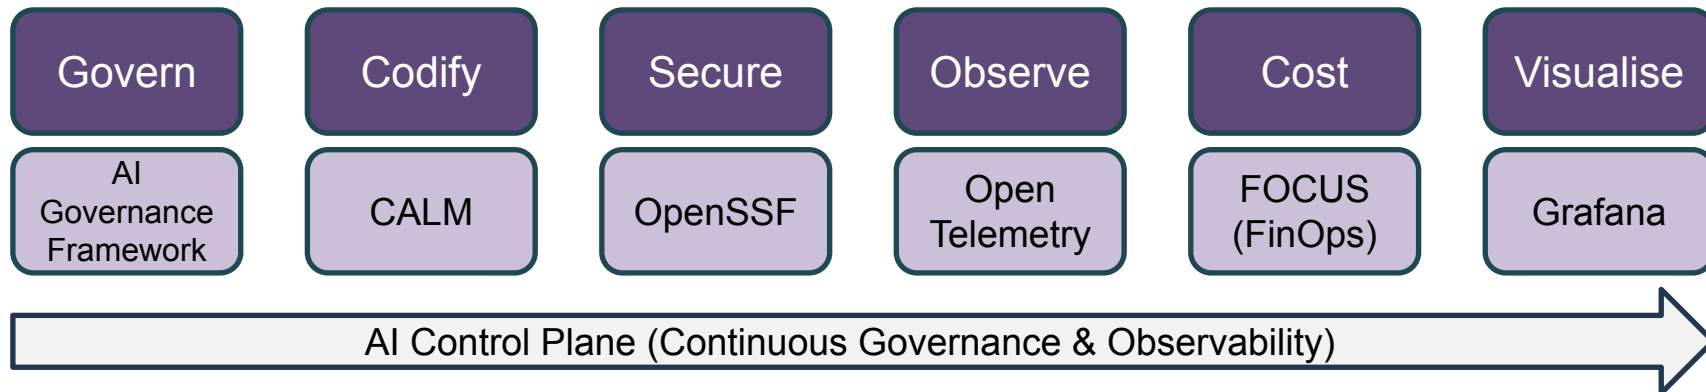 Govern
Codify
Secure
Observe
Cost
Visualise
AI
Governance
Framework
CALM
OpenSSF
Open
Telemetry
FOCUS
(FinOps)
Grafana
AI Control Plane (Continuous Governance & Observability)